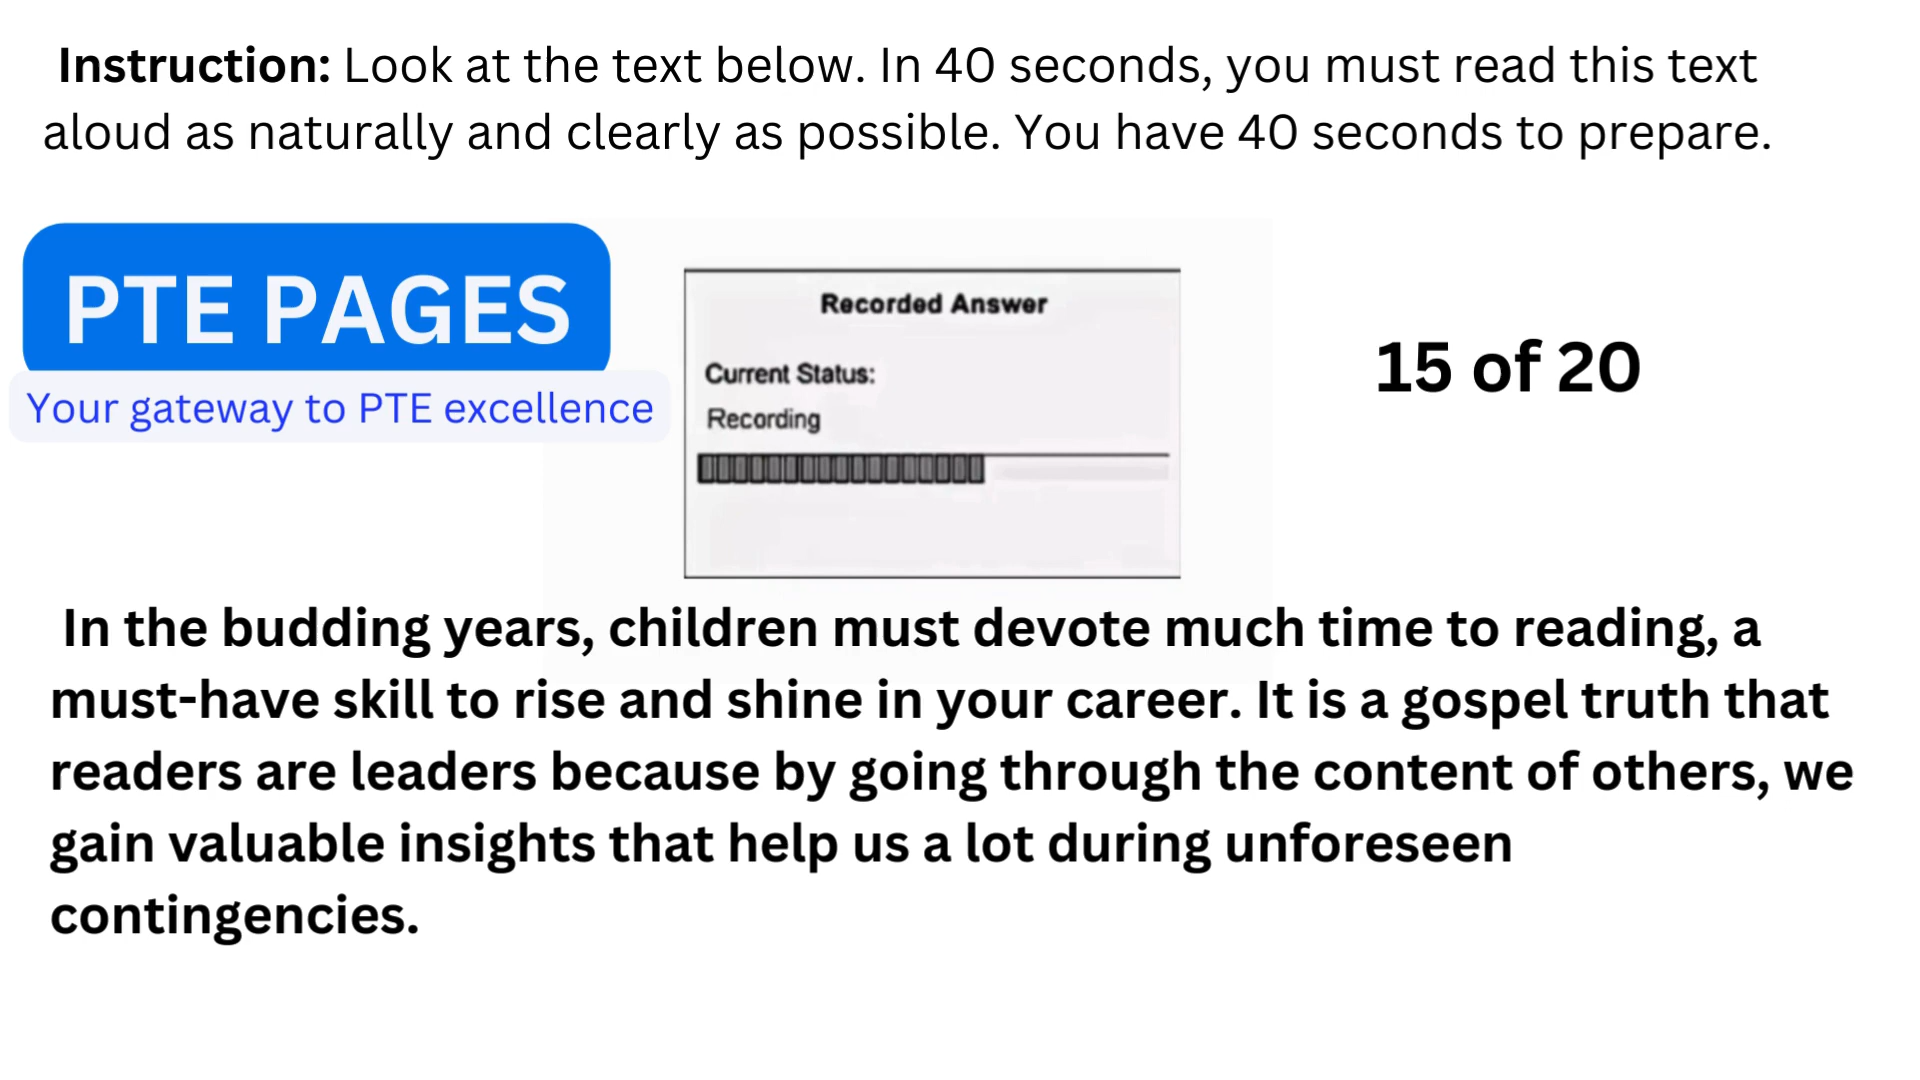 Instruction: Look at the text below. In 40 seconds, you must read this text
aloud as naturally and clearly as possible. You have 40 seconds to prepare.
PTE PAGES
Your gateway to PTE excellence
Recorded Answer
Current Status:
Recording
15 of 20
In the budding years, children must devote much time to reading, a
must-have skill to rise and shine in your career. It is a gospel truth that
readers are leaders because by going through the content of others, we
gain valuable insights that help us a lot during unforeseen
contingencies.